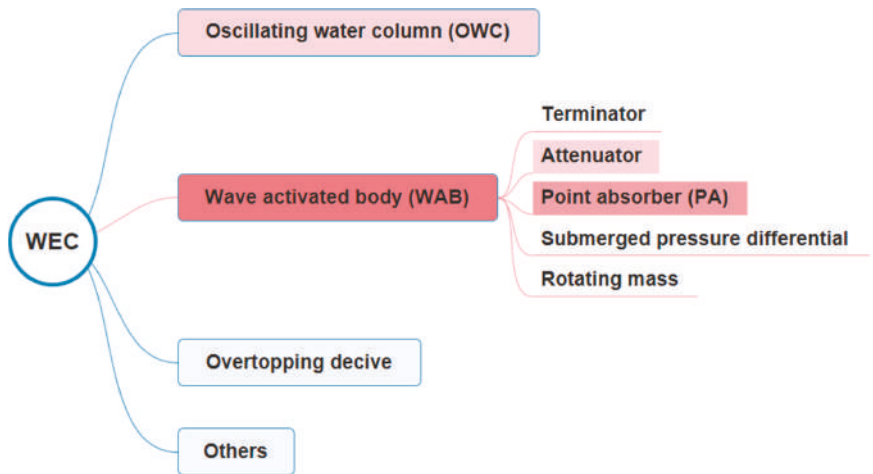 WEC
Oscillating water column (OWC)
Wave activated body (WAB)
Terminator
Attenuator
Point absorber (PA)
Submerged pressure differential
Rotating mass
Overtopping decive
Others